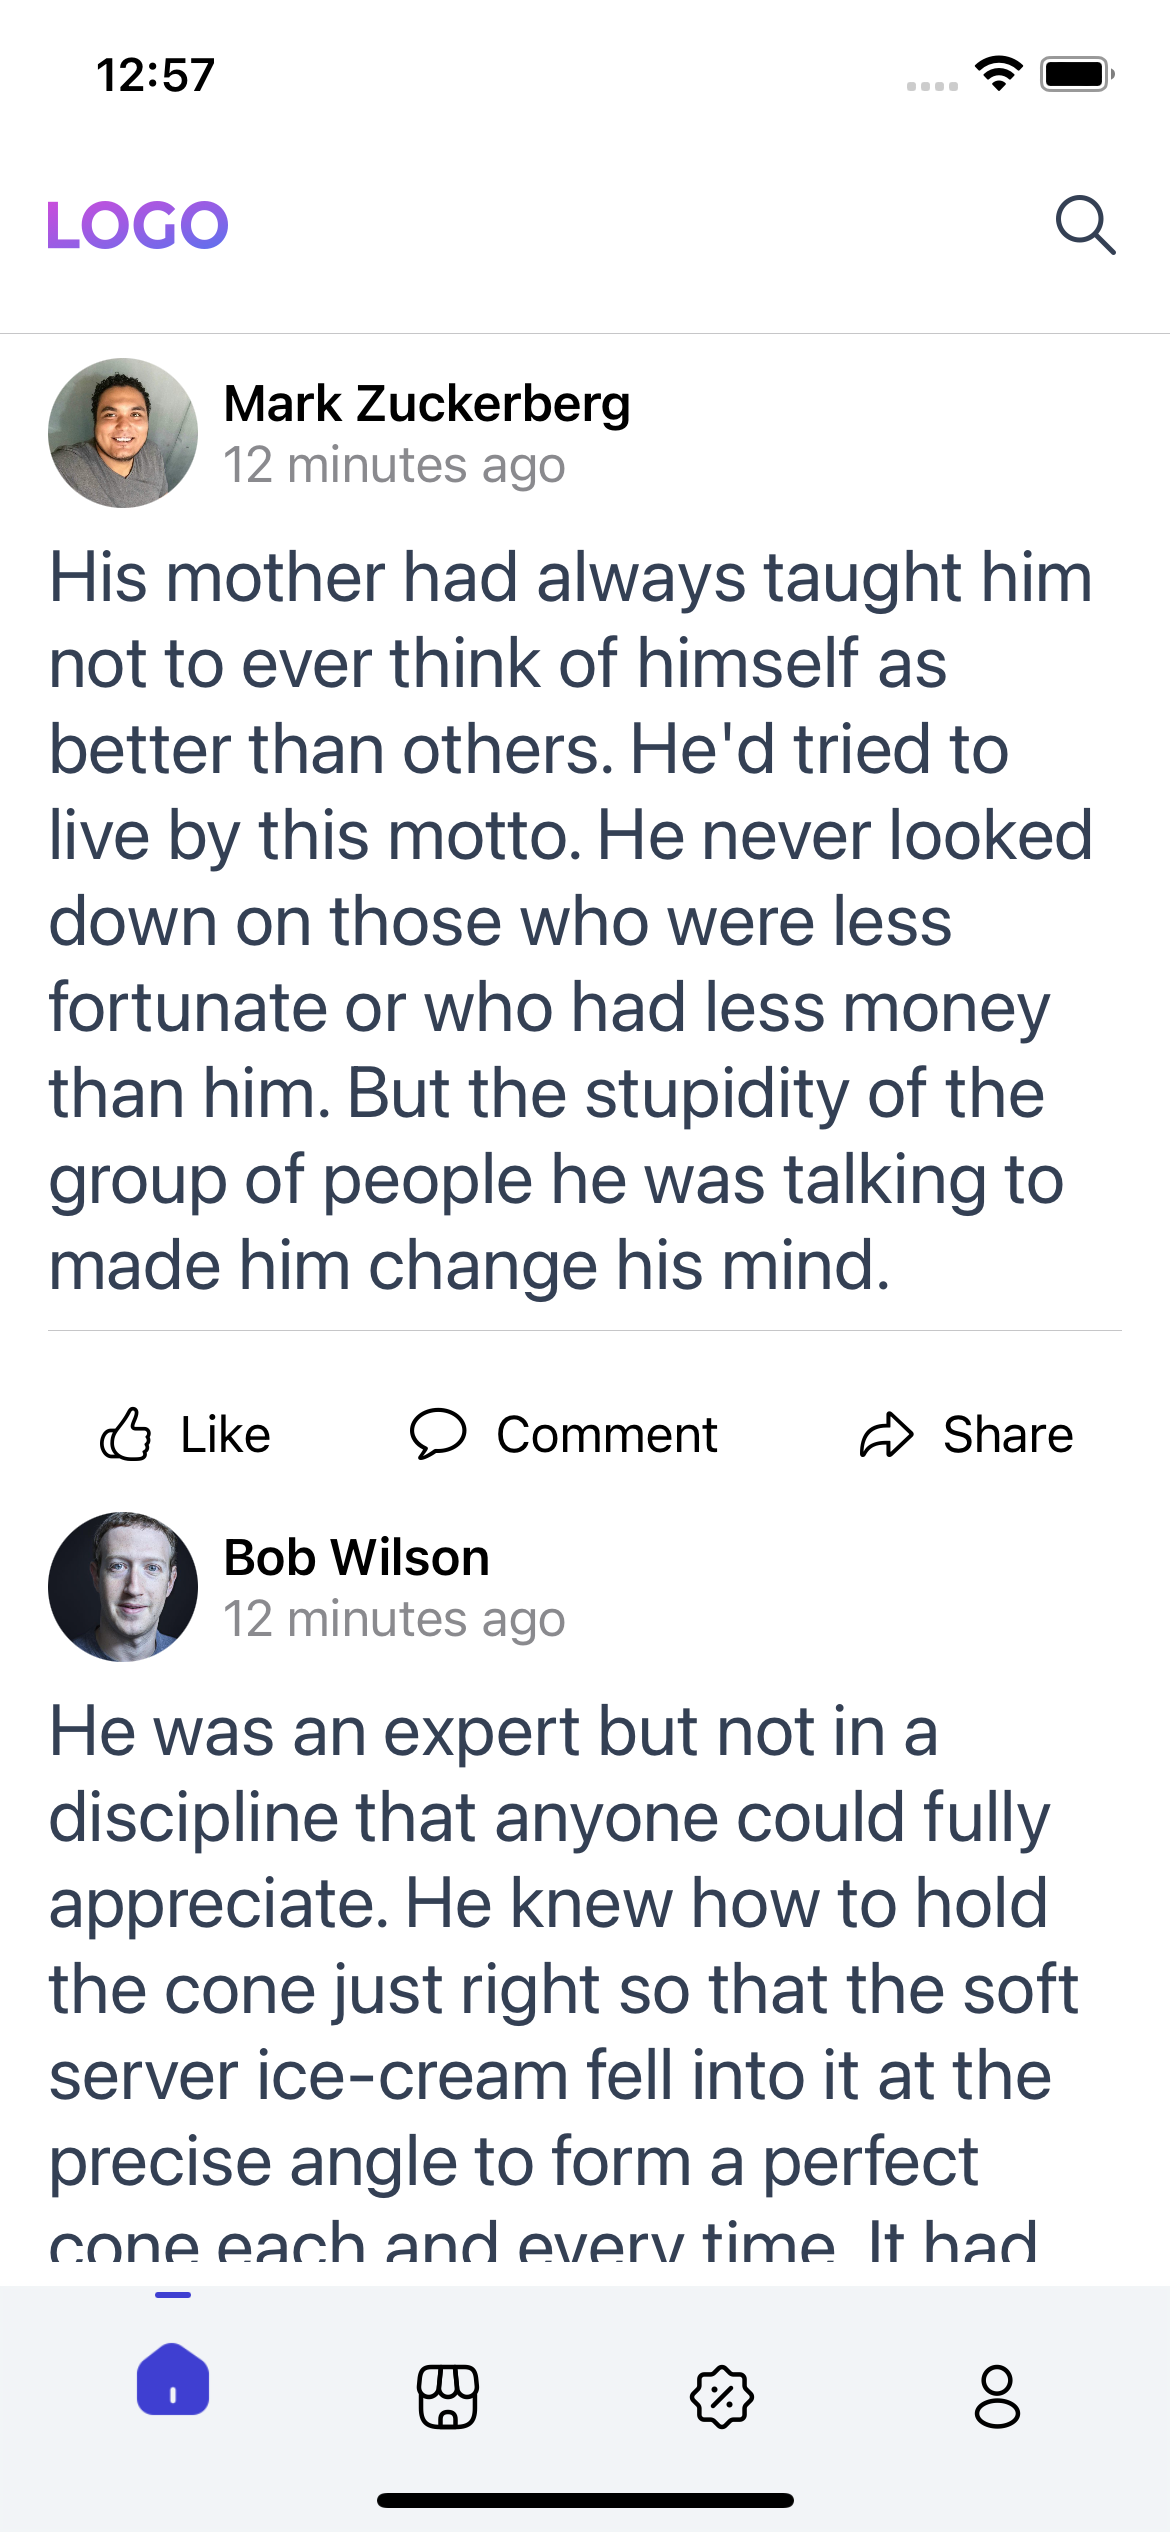 12:57
LOGO
Mark Zuckerberg
12 minutes ago
His mother had always taught him
not to ever think of himself as
better than others. He'd tried to
live by this motto. He never looked
down on those who were less
fortunate or who had less money
than him. But the stupidity of the
group of people he was talking to
made him change his mind.
Like Comment Share
Bob Wilson
12 minutes ago
He was an expert but not in a
discipline that anyone could fully
appreciate. He knew how to hold
the cone just right so that the soft
server ice-cream fell into it at the
precise angle to form a perfect
cone each and every time. It had